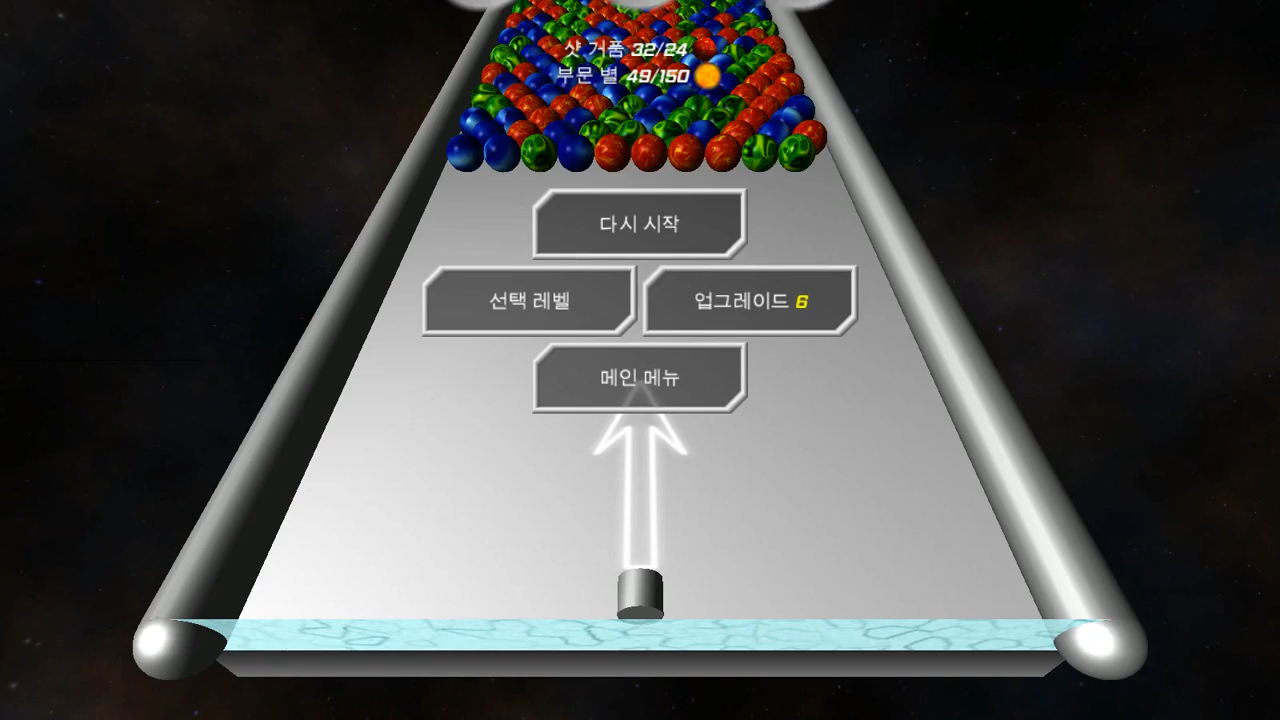 샷 거품 32/24
부문 별 49/150
다시 시작
선택 레벨
업그레이드 6
메인 메뉴